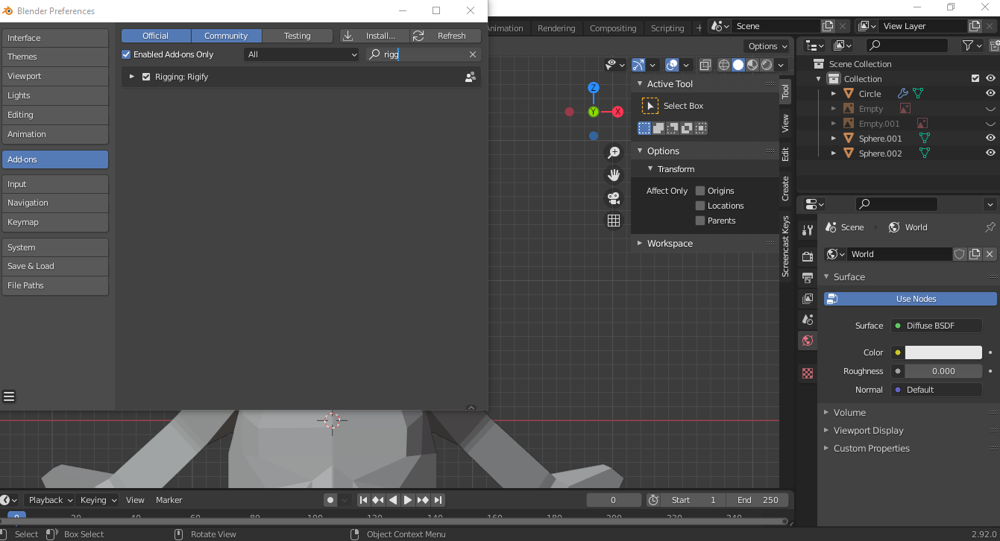 Blender Preferences
Interface
Themes
Viewport
Lights
Editing
Animation
Add-ons
Input
Navigation
Keymap
System
Save & Load
File Paths
Official Community Testing Install... Refresh
Enabled Add-ons Only All rigg
Rigging: Rigify
Rendering Compositing Scripting + Scene View Layer
Options
Z
Y X
Active Tool
Select Box
Options
Transform
Affect Only Origins
Locations
Parents
Workspace
Tool
View
Edit
Create
Screencast Keys
Scene Collection
Collection
Circle
Empty
Empty.001
Sphere.001
Sphere.002
Scene World
World
Surface
Use Nodes
Surface Diffuse BSDF
Color
Roughness 0.000
Normal Default
Volume
Viewport Display
Custom Properties
Playback Keying View Marker 0 Start 1 End 250
0 20 40 60 80 100 120 140 160 180 200 220 240
Select Box Select Rotate View Object Context Menu 2.92.0